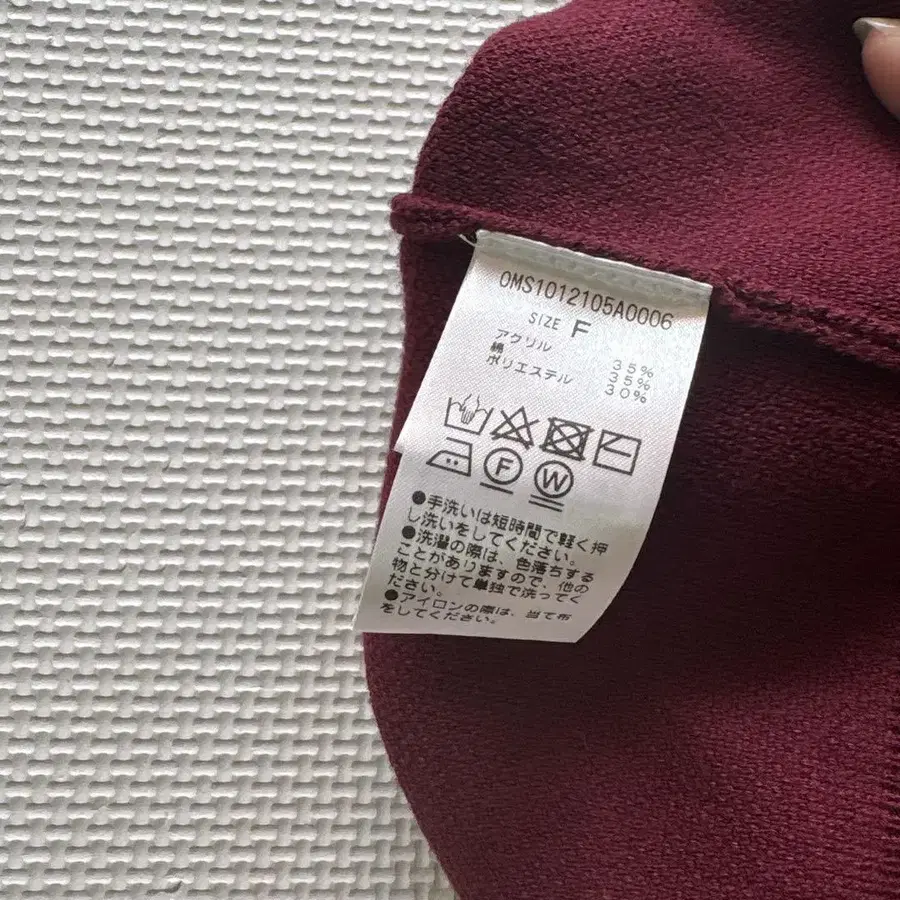 OMS1012105A0006
SIZE F
アクリル 35%
綿 35%
ポリエステル 30%
F W
●手洗いは短時間で軽く押
し洗いをしてください。
●洗濯の際は、色落ちする
ことがありますので、他の
物と分けて単独で洗ってく
ださい。
●アイロンの際は、当て布
をしてください。